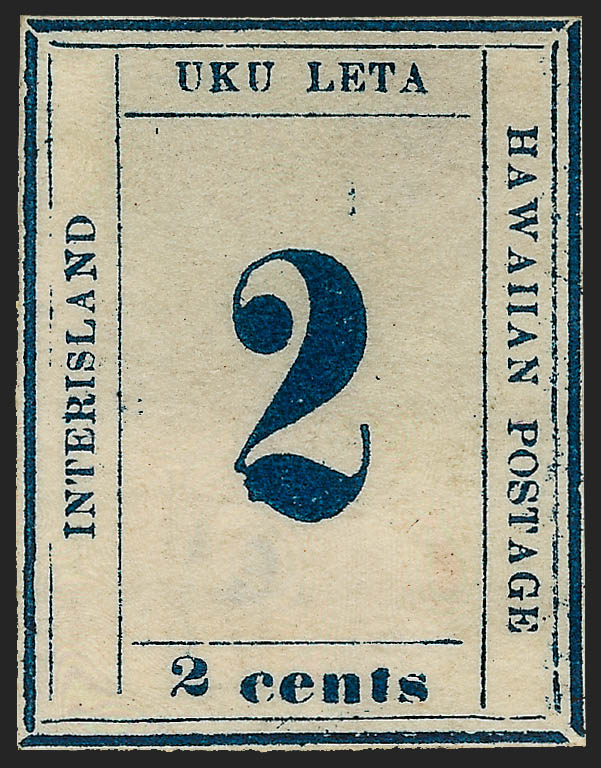 UKU LETA
INTERISLAND
2
HAWAIIAN POSTAGE
2 cents